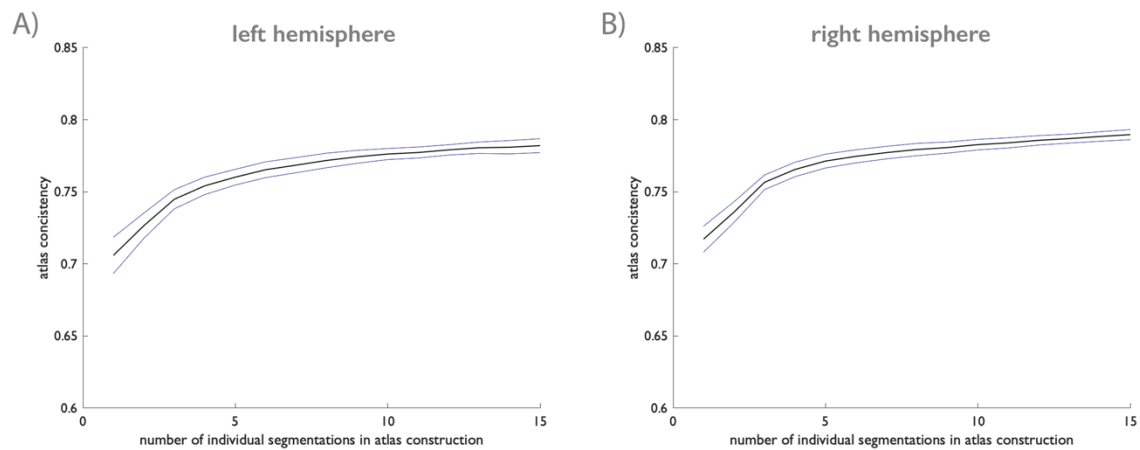 A)
left hemisphere
0.85
0.8
0.75
0.7
0.65
0.6
atlas concistency
0
5
10
15
number of individual segmentations in atlas construction
B)
right hemisphere
0.85
0.8
0.75
0.7
0.65
0.6
atlas concistency
0
5
10
15
number of individual segmentations in atlas construction